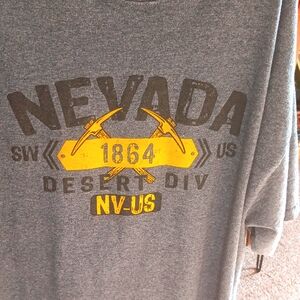 NEVADA
SW 1864 US
DESERT DIV
NV-US